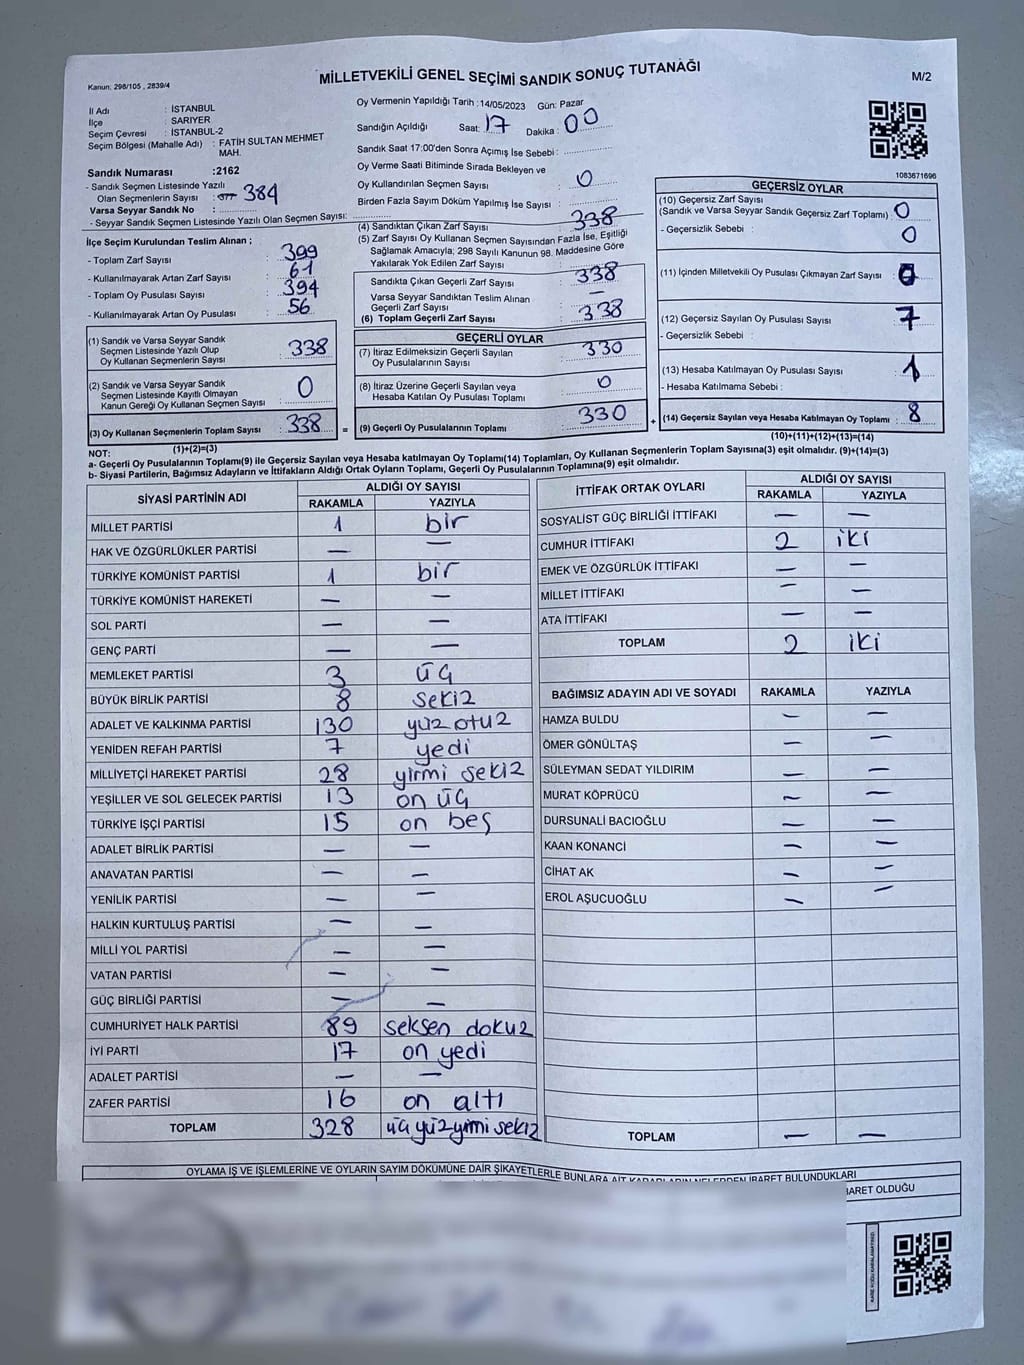 Kanun: 298/105 , 2839/4
MİLLETVEKİLİ GENEL SEÇİMİ SANDIK SONUÇ TUTANAĞI
M/2
İl Adı : İSTANBUL
İlçe : SARIYER
Seçim Çevresi : İSTANBUL-2
Seçim Bölgesi (Mahalle Adı) : FATİH SULTAN MEHMET
MAH.
Sandık Numarası :2162
- Sandık Seçmen Listesinde Yazılı
Olan Seçmenlerin Sayısı : 384
Varsa Seyyar Sandık No :
- Seyyar Sandık Seçmen Listesinde Yazılı Olan Seçmen Sayısı:
Oy Vermenin Yapıldığı Tarih :14/05/2023 Gün: Pazar
Sandığın Açıldığı Saat: 17 Dakika : 00
Sandık Saat 17:00'den Sonra Açımış İse Sebebi :
Oy Verme Saati Bitiminde Sırada Bekleyen ve
Oy Kullandırılan Seçmen Sayısı : 0
Birden Fazla Sayım Döküm Yapılmış İse Sayısı :
1083671696
İlçe Seçim Kurulundan Teslim Alınan ;
- Toplam Zarf Sayısı : 399
- Kullanılmayarak Artan Zarf Sayısı : 61
- Toplam Oy Pusulası Sayısı : 394
- Kullanılmayarak Artan Oy Pusulası : 56
(1) Sandık ve Varsa Seyyar Sandık
Seçmen Listesinde Yazılı Olup
Oy Kullanan Seçmenlerin Sayısı : 338
(2) Sandık ve Varsa Seyyar Sandık
Seçmen Listesinde Kayıtlı Olmayan
Kanun Gereği Oy Kullanan Seçmen Sayısı : 0
(3) Oy Kullanan Seçmenlerin Toplam Sayısı : 338
(1)+(2)=(3)
(4) Sandıktan Çıkan Zarf Sayısı : 338
(5) Zarf Sayısı Oy Kullanan Seçmen Sayısından Fazla İse, Eşitliği
Sağlamak Amacıyla; 298 Sayılı Kanunun 98. Maddesine Göre
Yakılarak Yok Edilen Zarf Sayısı :
Sandıkta Çıkan Geçerli Zarf Sayısı : 338
Varsa Seyyar Sandıktan Teslim Alınan
Geçerli Zarf Sayısı : —
(6) Toplam Geçerli Zarf Sayısı : 338
GEÇERLİ OYLAR
(7) İtiraz Edilmeksizin Geçerli Sayılan
Oy Pusulalarının Sayısı : 330
(8) İtiraz Üzerine Geçerli Sayılan veya
Hesaba Katılan Oy Pusulası Toplamı : 0
= (9) Geçerli Oy Pusulalarının Toplamı : 330 +
GEÇERSİZ OYLAR
(10) Geçersiz Zarf Sayısı
(Sandık ve Varsa Seyyar Sandık Geçersiz Zarf Toplamı) : 0
- Geçersizlik Sebebi : 0
(11) İçinden Milletvekili Oy Pusulası Çıkmayan Zarf Sayısı : 0
(12) Geçersiz Sayılan Oy Pusulası Sayısı : 7
- Geçersizlik Sebebi :
(13) Hesaba Katılmayan Oy Pusulası Sayısı : 1
- Hesaba Katılmama Sebebi :
(14) Geçersiz Sayılan veya Hesaba Katılmayan Oy Toplamı : 8
(10)+(11)+(12)+(13)=(14)
NOT:
a- Geçerli Oy Pusulalarının Toplamı(9) ile Geçersiz Sayılan veya Hesaba katılmayan Oy Toplamı(14) Toplamları, Oy Kullanan Seçmenlerin Toplam Sayısına(3) eşit olmalıdır. (9)+(14)=(3)
b- Siyasi Partilerin, Bağımsız Adayların ve İttifakların Aldığı Ortak Oyların Toplamı, Geçerli Oy Pusulalarının Toplamına(9) eşit olmalıdır.
SİYASİ PARTİNİN ADI ALDIĞI OY SAYISI
RAKAMLA YAZIYLA
MİLLET PARTİSİ 1 bir
HAK VE ÖZGÜRLÜKLER PARTİSİ — —
TÜRKİYE KOMÜNİST PARTİSİ 1 bir
TÜRKİYE KOMÜNİST HAREKETİ — —
SOL PARTİ — —
GENÇ PARTİ — —
MEMLEKET PARTİSİ 3 üç
BÜYÜK BİRLİK PARTİSİ 8 sekiz
ADALET VE KALKINMA PARTİSİ 130 yüz otuz
YENİDEN REFAH PARTİSİ 7 yedi
MİLLİYETÇİ HAREKET PARTİSİ 28 yirmi sekiz
YEŞİLLER VE SOL GELECEK PARTİSİ 13 on üç
TÜRKİYE İŞÇİ PARTİSİ 15 on beş
ADALET BİRLİK PARTİSİ — —
ANAVATAN PARTİSİ — —
YENİLİK PARTİSİ — —
HALKIN KURTULUŞ PARTİSİ — —
MİLLİ YOL PARTİSİ — —
VATAN PARTİSİ — —
GÜÇ BİRLİĞİ PARTİSİ — —
CUMHURİYET HALK PARTİSİ 89 seksen dokuz
İYİ PARTİ 17 on yedi
ADALET PARTİSİ — —
ZAFER PARTİSİ 16 on altı
TOPLAM 328 üçyüzyirmi sekiz
İTTİFAK ORTAK OYLARI ALDIĞI OY SAYISI
RAKAMLA YAZIYLA
SOSYALİST GÜÇ BİRLİĞİ İTTİFAKI — —
CUMHUR İTTİFAKI 2 iki
EMEK VE ÖZGÜRLÜK İTTİFAKI — —
MİLLET İTTİFAKI — —
ATA İTTİFAKI — —
TOPLAM 2 iki
BAĞIMSIZ ADAYIN ADI VE SOYADI RAKAMLA YAZIYLA
HAMZA BULDU — —
ÖMER GÖNÜLTAŞ — —
SÜLEYMAN SEDAT YILDIRIM — —
MURAT KÖPRÜCÜ — —
DURSUNALİ BACIOĞLU — —
KAAN KONANCİ — —
CİHAT AK — —
EROL AŞUCUOĞLU — —
TOPLAM — —
OYLAMA İŞ VE İŞLEMLERİNE VE OYLARIN SAYIM DÖKÜMÜNE DAİR ŞİKAYETLERLE BUNLARA AİT KARARLARIN NELERDEN İBARET BULUNDUKLARI
BARET OLDUĞU